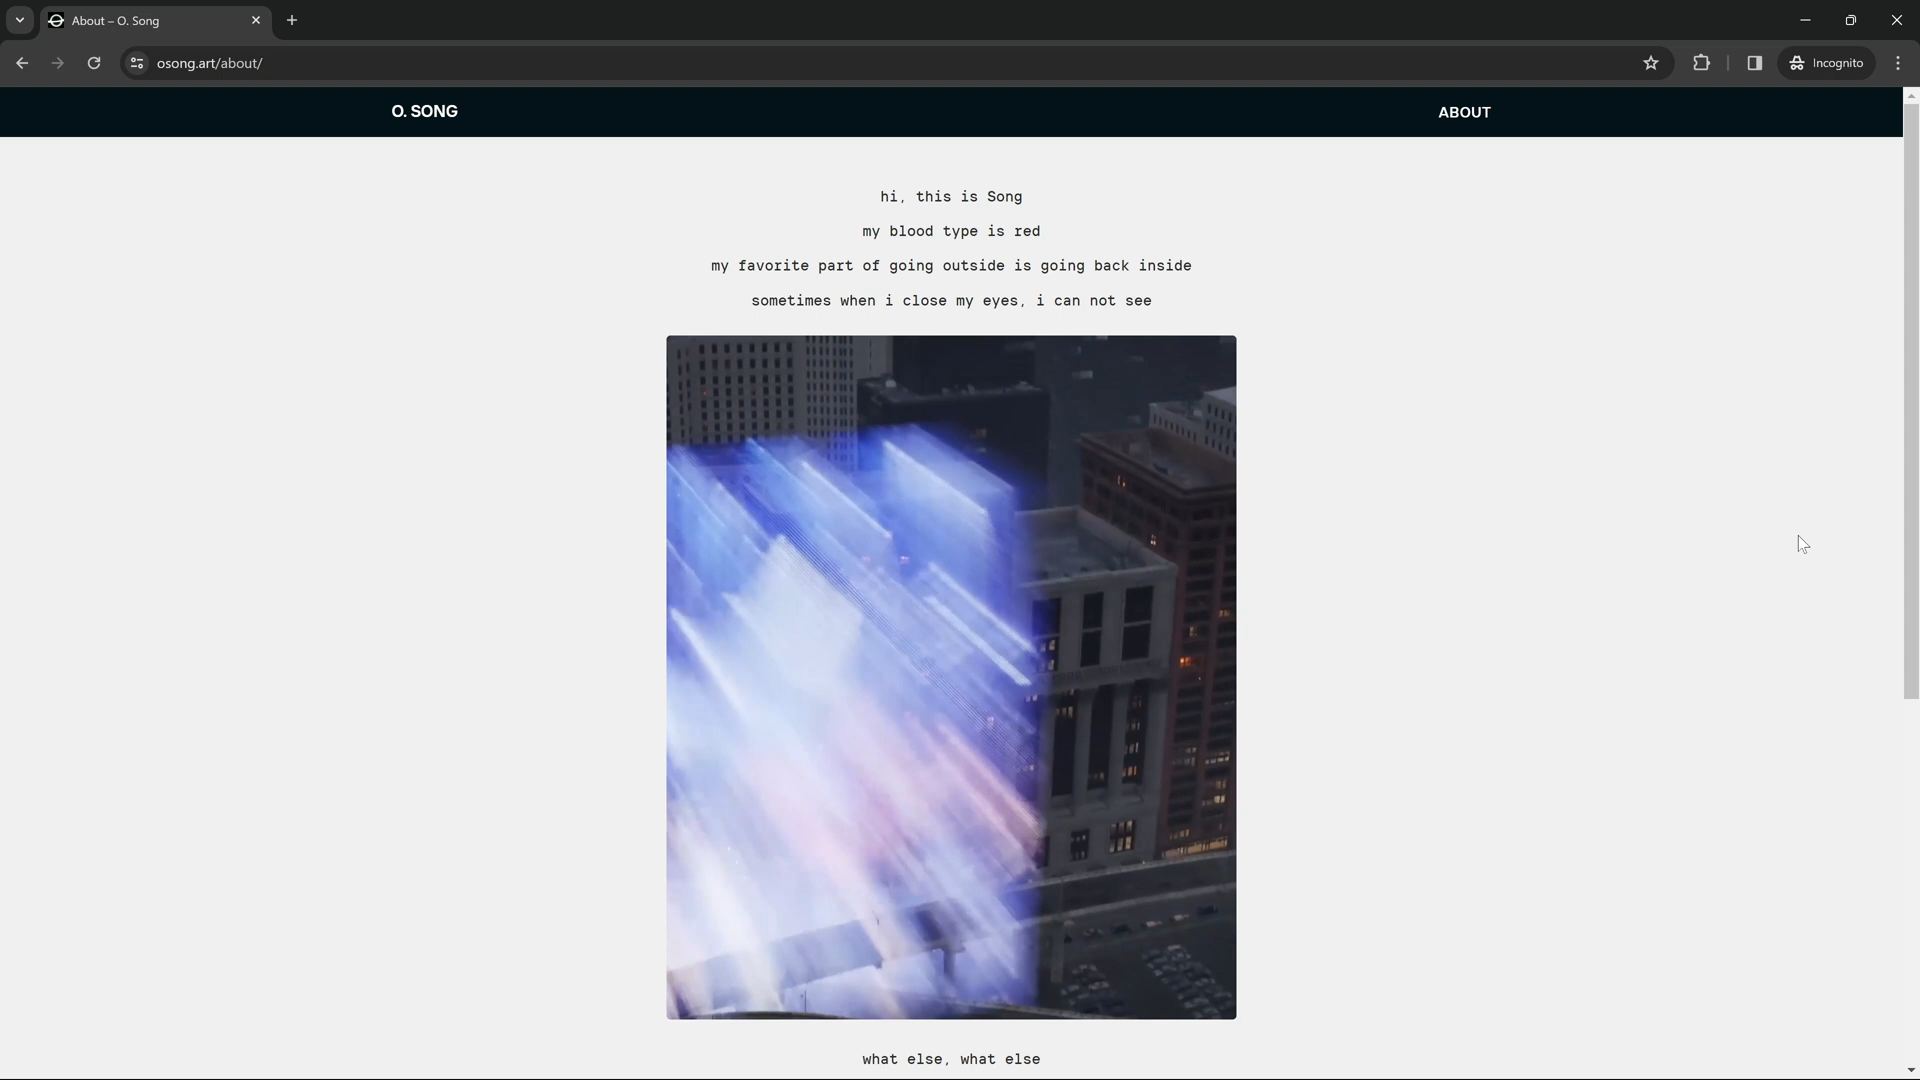 About – O. Song
osong.art/about/
Incognito
O. SONG
ABOUT
hi, this is Song
my blood type is red
my favorite part of going outside is going back inside
sometimes when i close my eyes, i can not see
what else, what else